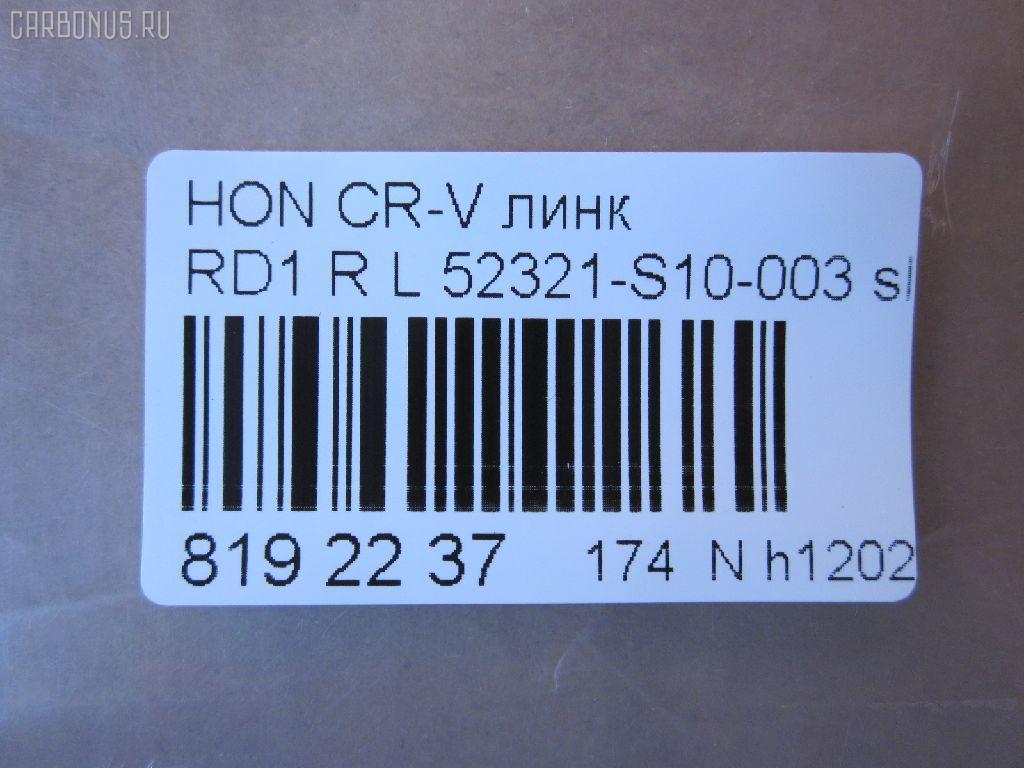 CARBONUS.RU
HON CR-V линк
RD1 R L 52321-S10-003
819 22 37 174 N h1202